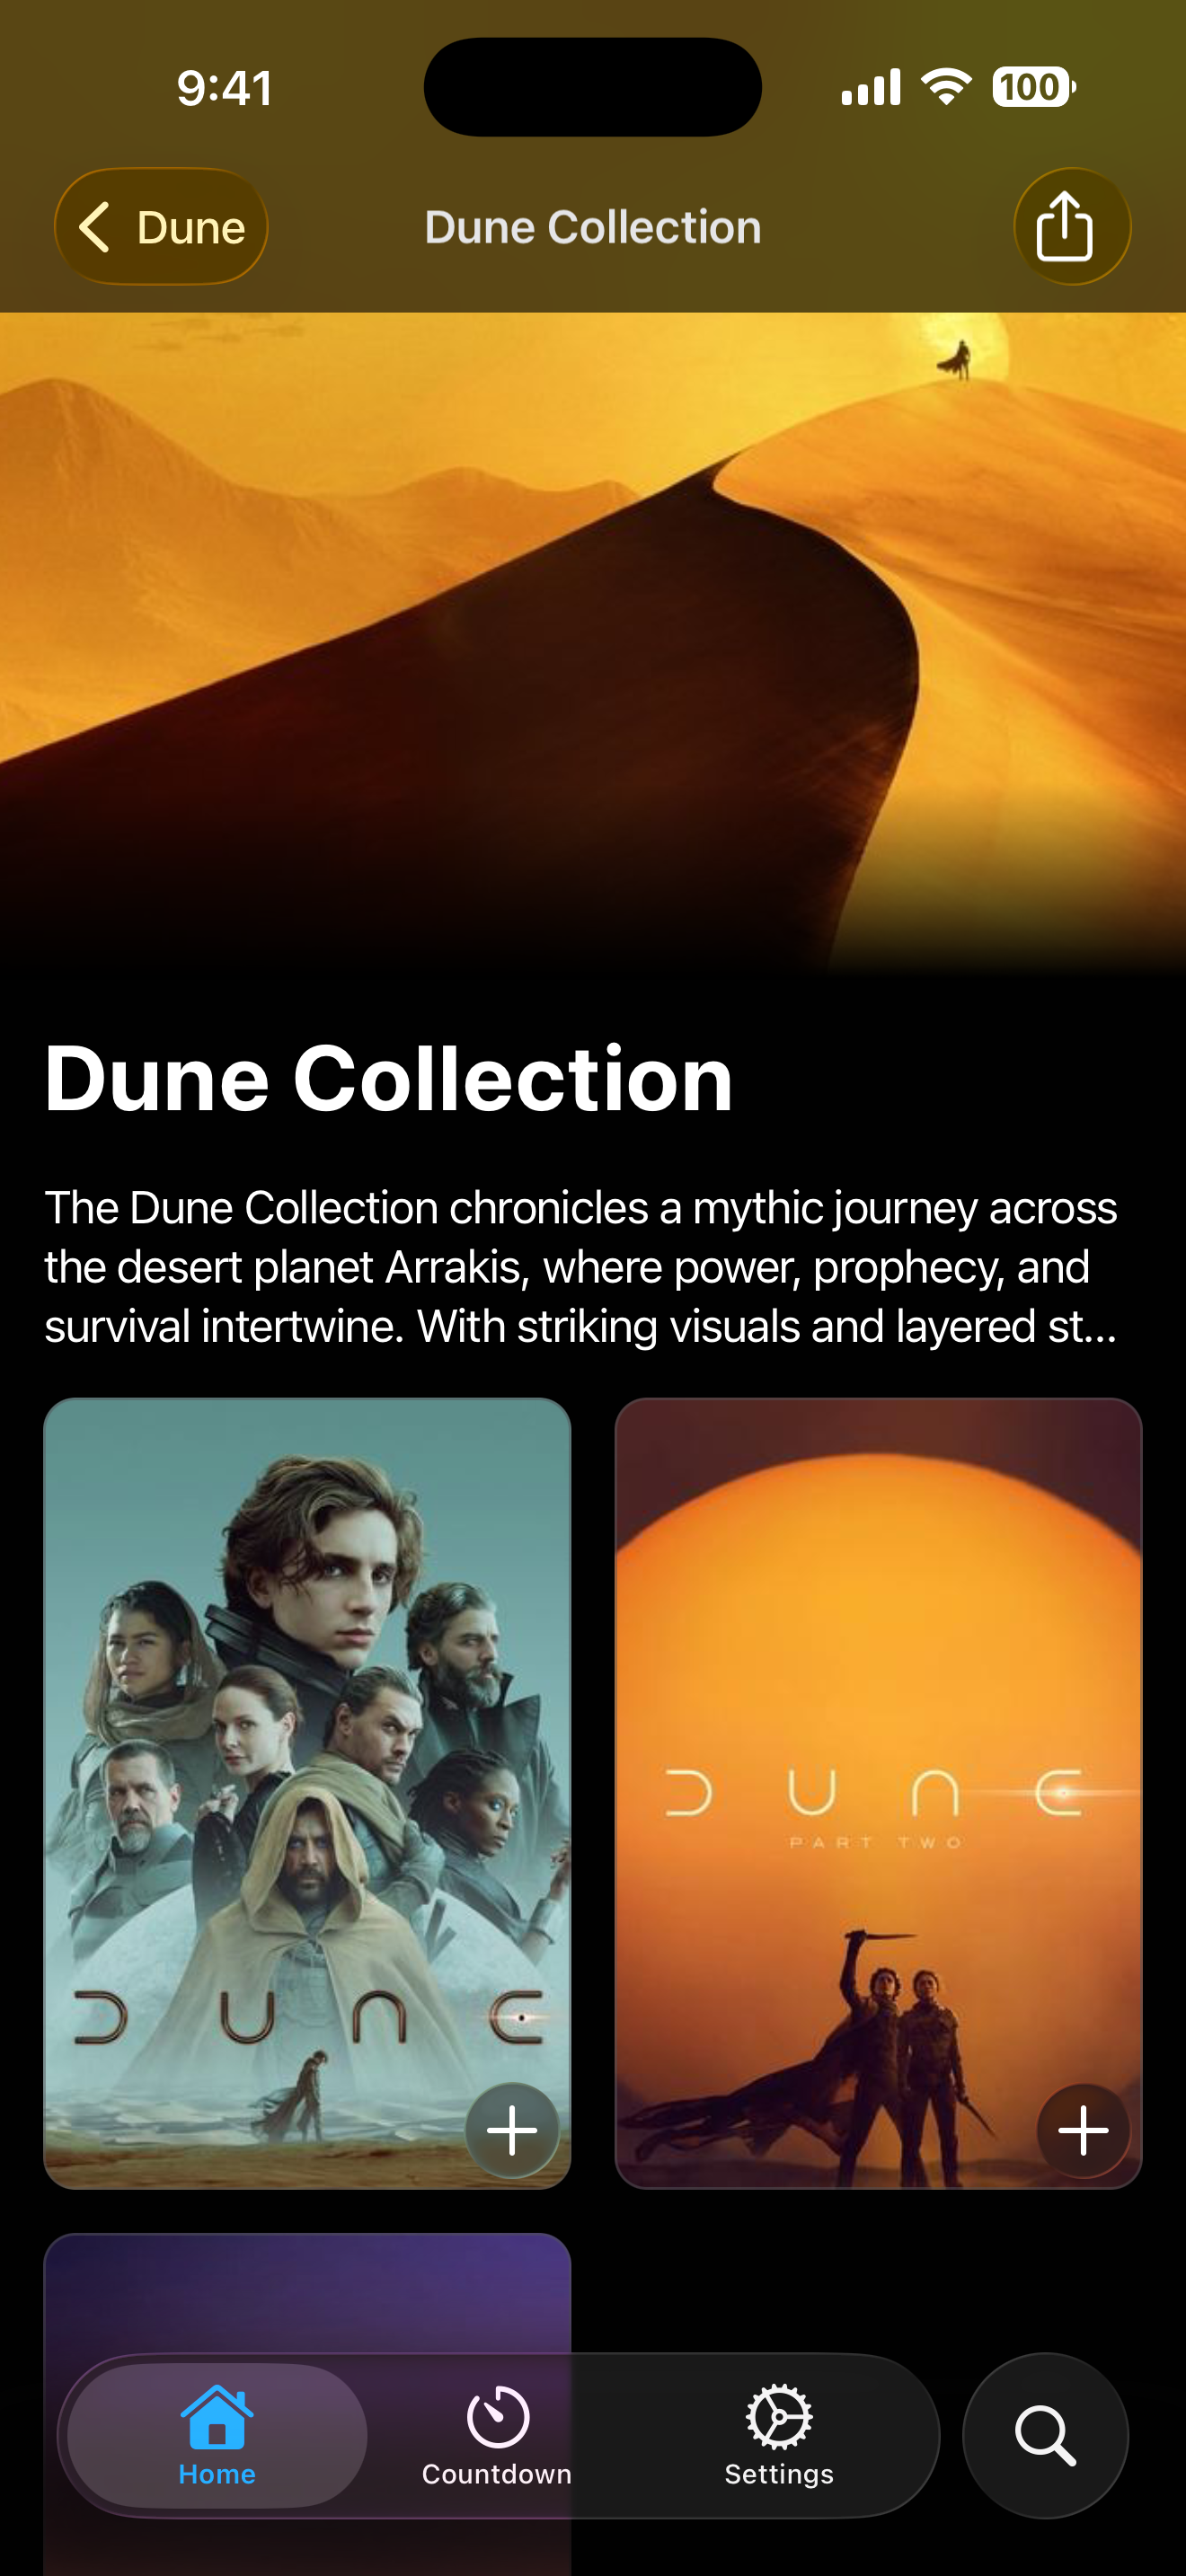 9:41
100
Dune
Dune Collection
Dune Collection
The Dune Collection chronicles a mythic journey across
the desert planet Arrakis, where power, prophecy, and
survival intertwine. With striking visuals and layered st...
DUNE
DUNE
PART TWO
Home
Countdown
Settings